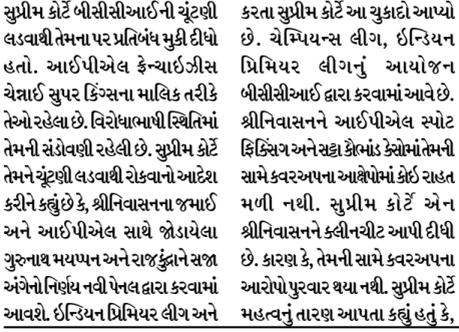 સુપ્રીમ કોર્ટે બીસીસીઆઈની ચૂંટણી
લડવાથી તેમના પર પ્રતિબંધ મુકી દીધો
હતો. આઈપીએલ ફ્રેન્ચાઈઝીસ
ચેન્નાઈ સુપર કિંગ્સના માલિક તરીકે
તેઓ રહેલા છે. વિરોધાભાષી સ્થિતિમાં
તેમની સંડોવણી રહેલી છે. સુપ્રીમ કોર્ટે
તેમને ચૂંટણી લડવાથી રોકવાનો આદેશ
કરીને કહ્યું છે કે, શ્રીનિવાસનના જમાઈ
અને આઈપીએલ સાથે જોડાયેલા
ગુરુનાથ મયપ્પન અને રાજકુંદ્રાને સજા
અંગેનો નિર્ણય નવી પેનલ દ્વારા કરવામાં
આવશે. ઇન્ડિયન પ્રિમિયર લીગ અને
કરતા સુપ્રીમ કોર્ટે આ ચુકાદો આપ્યો
છે. ચેમ્પિયન્સ લીગ, ઇન્ડિયન
પ્રિમિયર લીગનું આયોજન
બીસીસીઆઈ દ્વારા કરવામાં આવે છે.
શ્રીનિવાસનને આઈપીએલ સ્પોટ
ફિક્સિંગ અને સટ્ટા કૌભાંડ કેસોમાં તેમની
સામે કવરઅપના આક્ષેપોમાં કોઈ રાહત
મળી નથી. સુપ્રીમ કોર્ટે એન
શ્રીનિવાસનને ક્લીનચીટ આપી દીધી
છે. કારણ કે, તેમની સામે કવરઅપના
આરોપો પુરવાર થયા નથી. સુપ્રીમ કોર્ટે
મહત્વનું તારણ આપતા કહ્યું હતું કે,